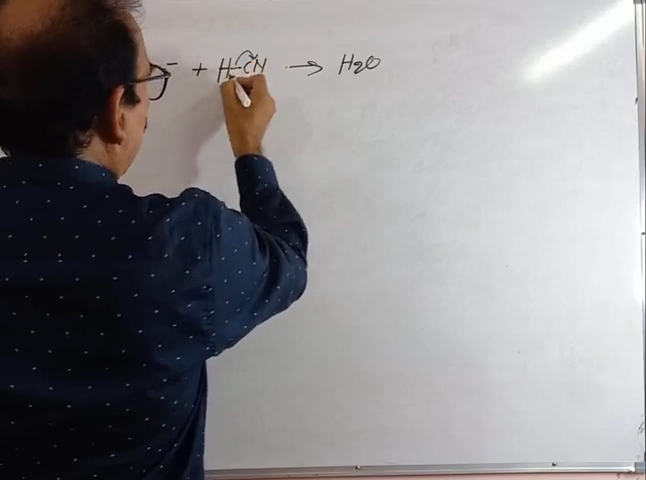 - + H-CN → H2O